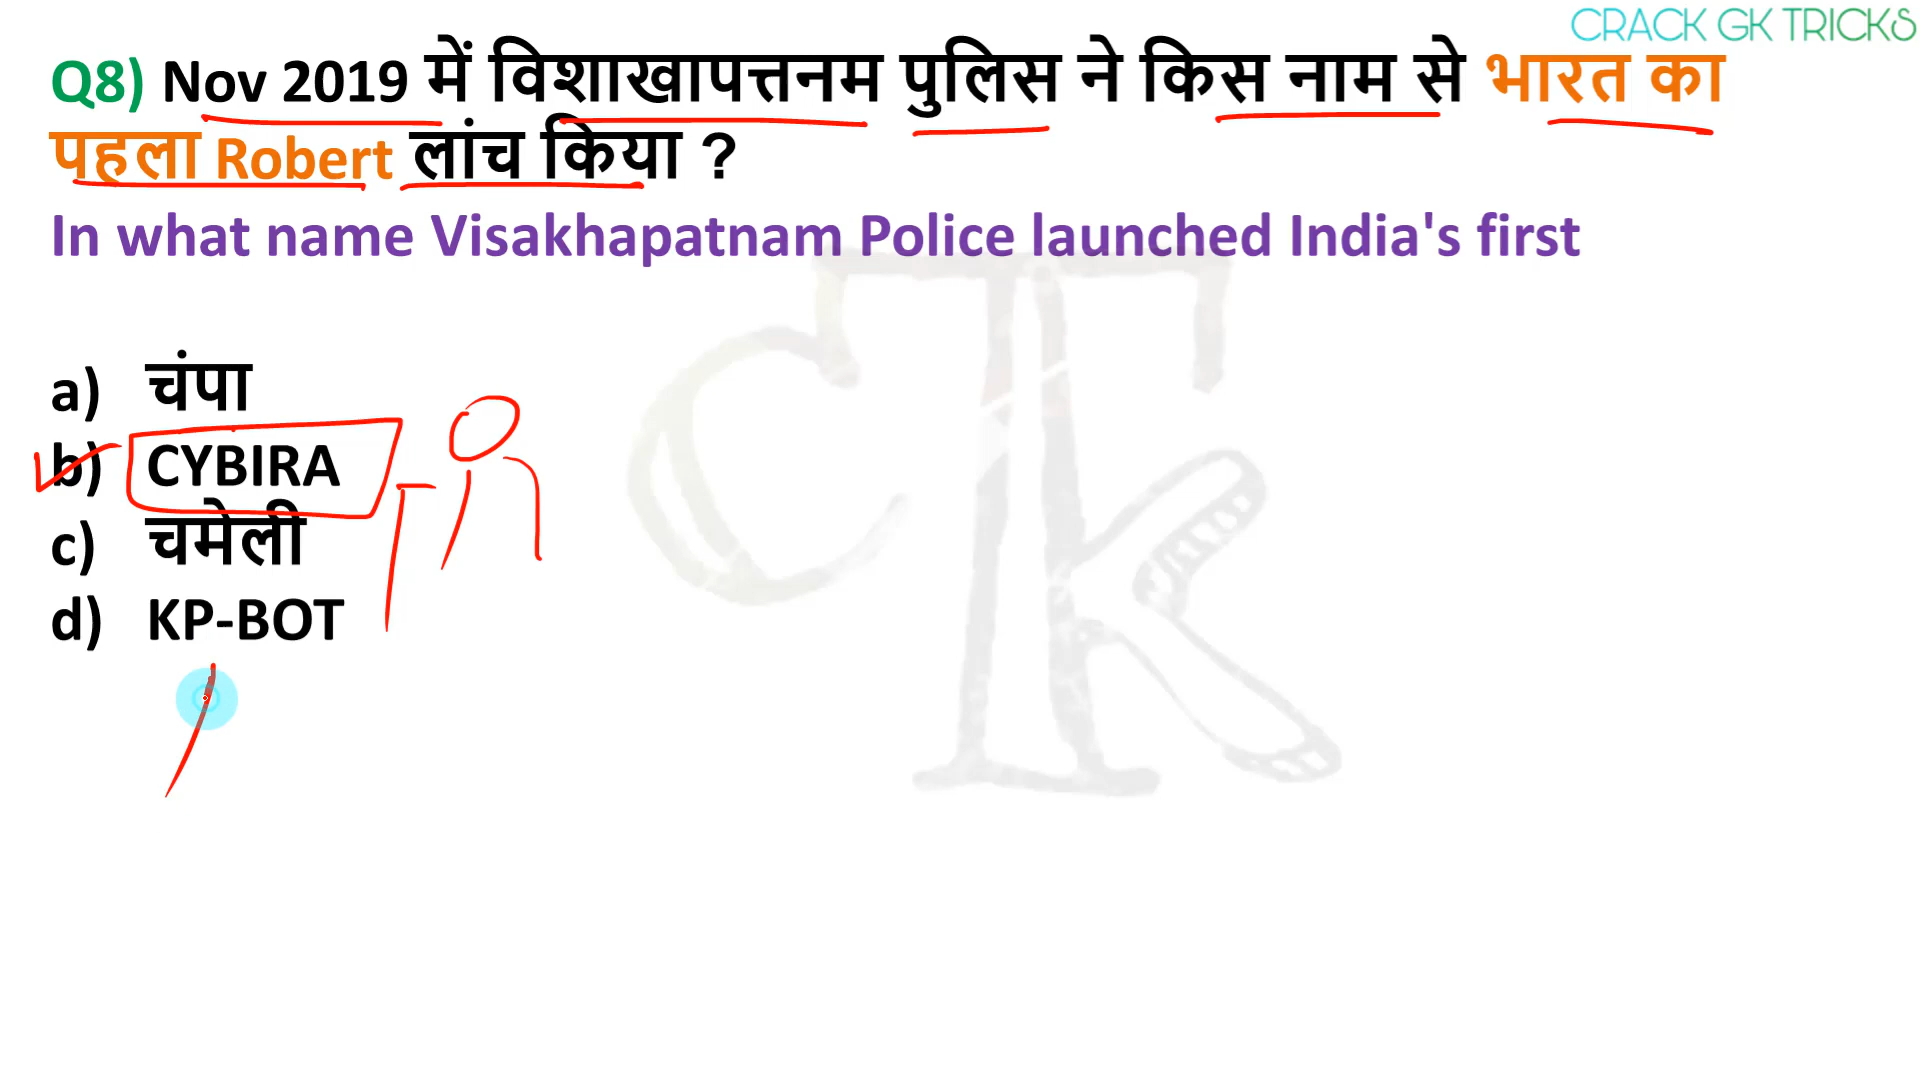 CRACK GK TRICKS
Q8) Nov 2019 में विशाखापत्तनम पुलिस ने किस नाम से भारत का
पहला Robert लांच किया ?
In what name Visakhapatnam Police launched India's first
a) चंपा
b) CYBIRA
c) चमेली
d) KP-BOT
CTk